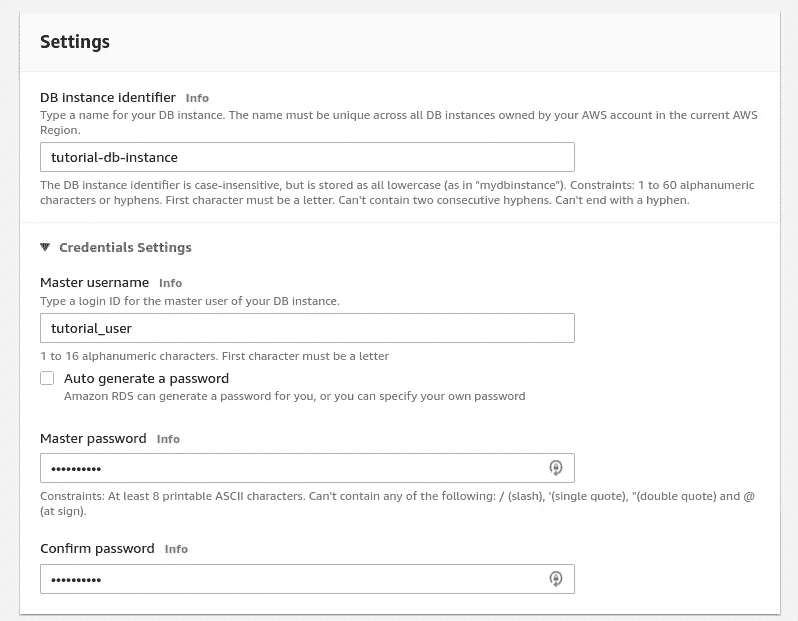 Settings
DB instance identifier Info
Type a name for your DB instance. The name must be unique across all DB instances owned by your AWS account in the current AWS
Region.
tutorial-db-instance
The DB instance identifier is case-insensitive, but is stored as all lowercase (as in "mydbinstance"). Constraints: 1 to 60 alphanumeric
characters or hyphens. First character must be a letter. Can't contain two consecutive hyphens. Can't end with a hyphen.
Credentials Settings
Master username Info
Type a login ID for the master user of your DB instance.
tutorial_user
1 to 16 alphanumeric characters. First character must be a letter
Auto generate a password
Amazon RDS can generate a password for you, or you can specify your own password
Master password Info
••••••••••
Constraints: At least 8 printable ASCII characters. Can't contain any of the following: / (slash), '(single quote), "(double quote) and @
(at sign).
Confirm password Info
••••••••••